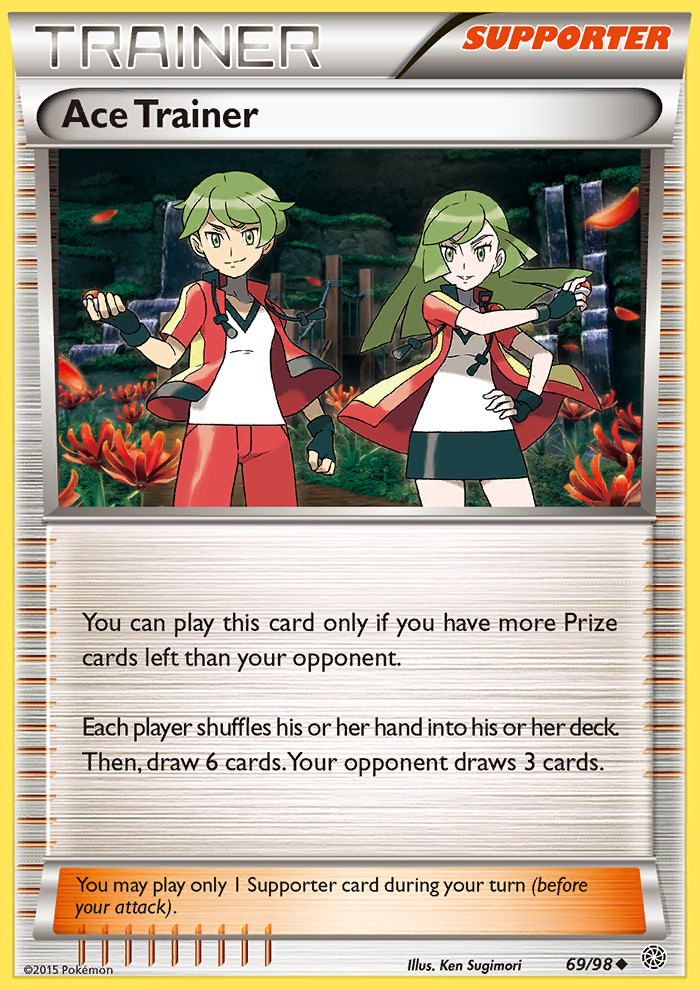 TRAINER
SUPPORTER
Ace Trainer
You can play this card only if you have more Prize
cards left than your opponent.
Each player shuffles his or her hand into his or her deck.
Then, draw 6 cards. Your opponent draws 3 cards.
You may play only 1 Supporter card during your turn (before
your attack).
©2015 Pokémon
Illus. Ken Sugimori
69/98